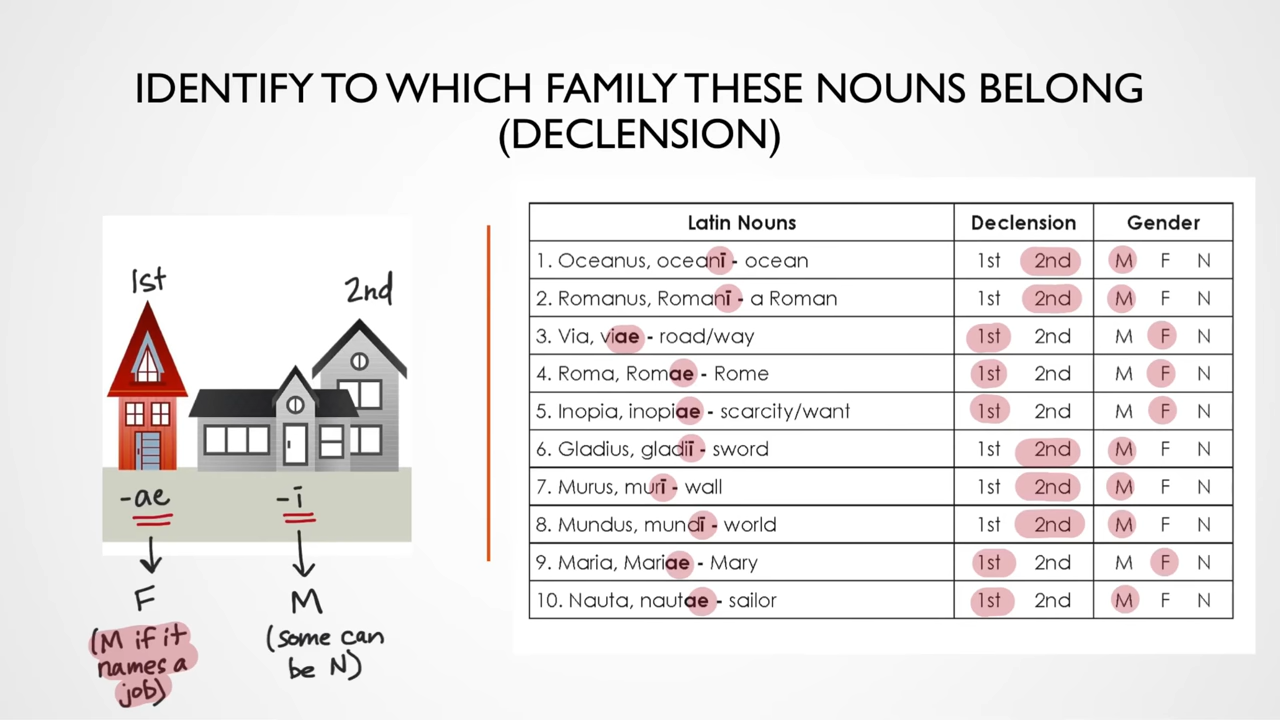 IDENTIFY TO WHICH FAMILY THESE NOUNS BELONG
(DECLENSION)
1st
2nd
-ae
-ī
F
(M if it
names a
job)
M
(some can
be N)
Latin Nouns Declension Gender
1. Oceanus, oceanī - ocean 1st 2nd M F N
2. Romanus, Romanī - a Roman 1st 2nd M F N
3. Via, viae - road/way 1st 2nd M F N
4. Roma, Romae - Rome 1st 2nd M F N
5. Inopia, inopiae - scarcity/want 1st 2nd M F N
6. Gladius, gladiī - sword 1st 2nd M F N
7. Murus, murī - wall 1st 2nd M F N
8. Mundus, mundī - world 1st 2nd M F N
9. Maria, Mariae - Mary 1st 2nd M F N
10. Nauta, nautae - sailor 1st 2nd M F N